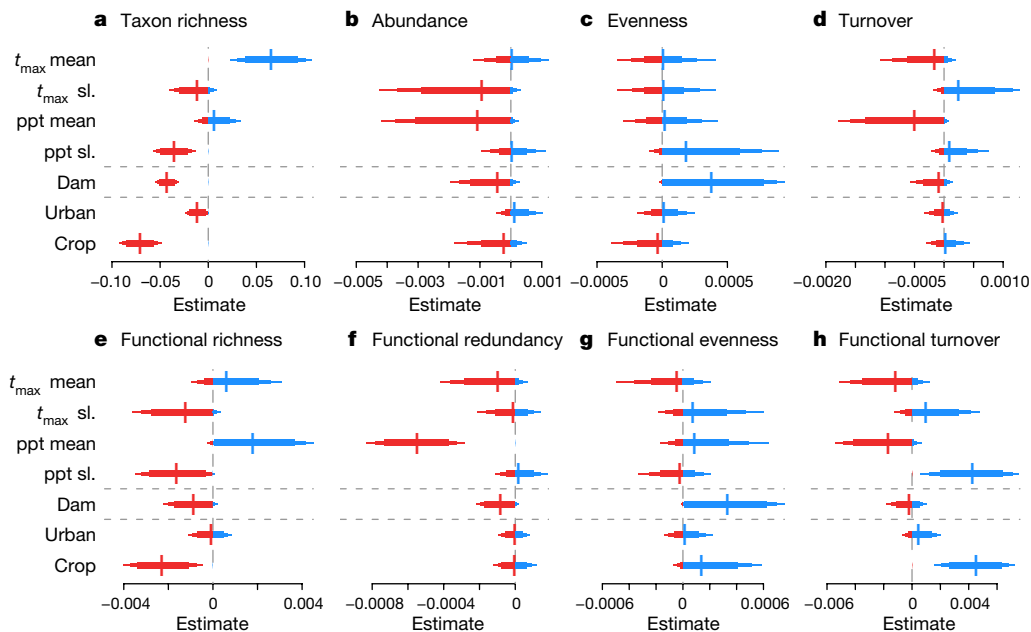 a Taxon richness
b Abundance
c Evenness
d Turnover
tmax mean
tmax sl.
ppt mean
ppt sl.
Dam
Urban
Crop
−0.10 −0.05 0 0.05 0.10
−0.005 −0.003 −0.001 0.001
0 0.0005
−0.0020 −0.0005 0.0010
Estimate Estimate Estimate Estimate
e Functional richness
f Functional redundancy
g Functional evenness
h Functional turnover
tmax mean
tmax sl.
ppt mean
ppt sl.
Dam
Urban
Crop
−0.004 0 0.004
−0.0008 −0.0004 0
−0.0006 0 0.0006
−0.006 0 0.004
Estimate Estimate Estimate Estimate